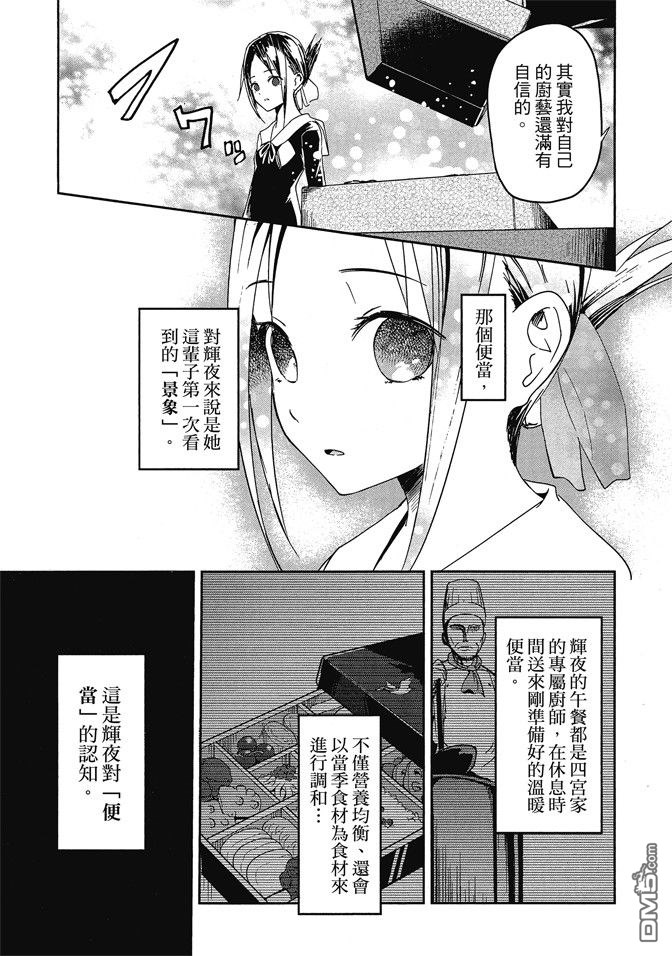 其實我對自己
的廚藝還滿有
自信的。
那個便當，
對輝夜來說是她
這輩子第一次看
到的「景象」。
輝夜的午餐都是四宮家
的專屬廚師，在休息時
間送來剛準備好的溫暖
便當。
不僅營養均衡、還會
以當季食材為食材來
進行調和…
這是輝夜對「便
當」的認知。
DM5.com